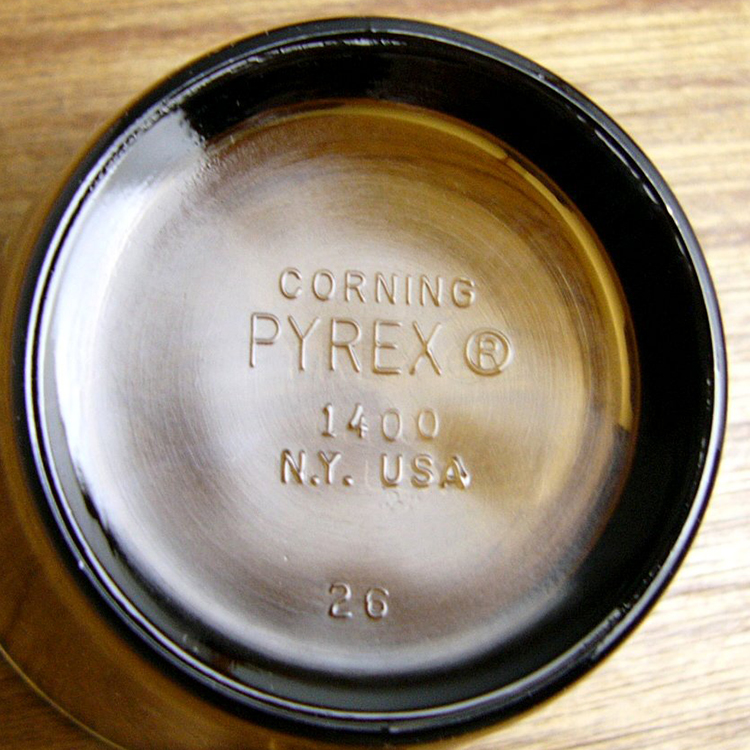 CORNING
PYREX ®
1400
N.Y. USA
26